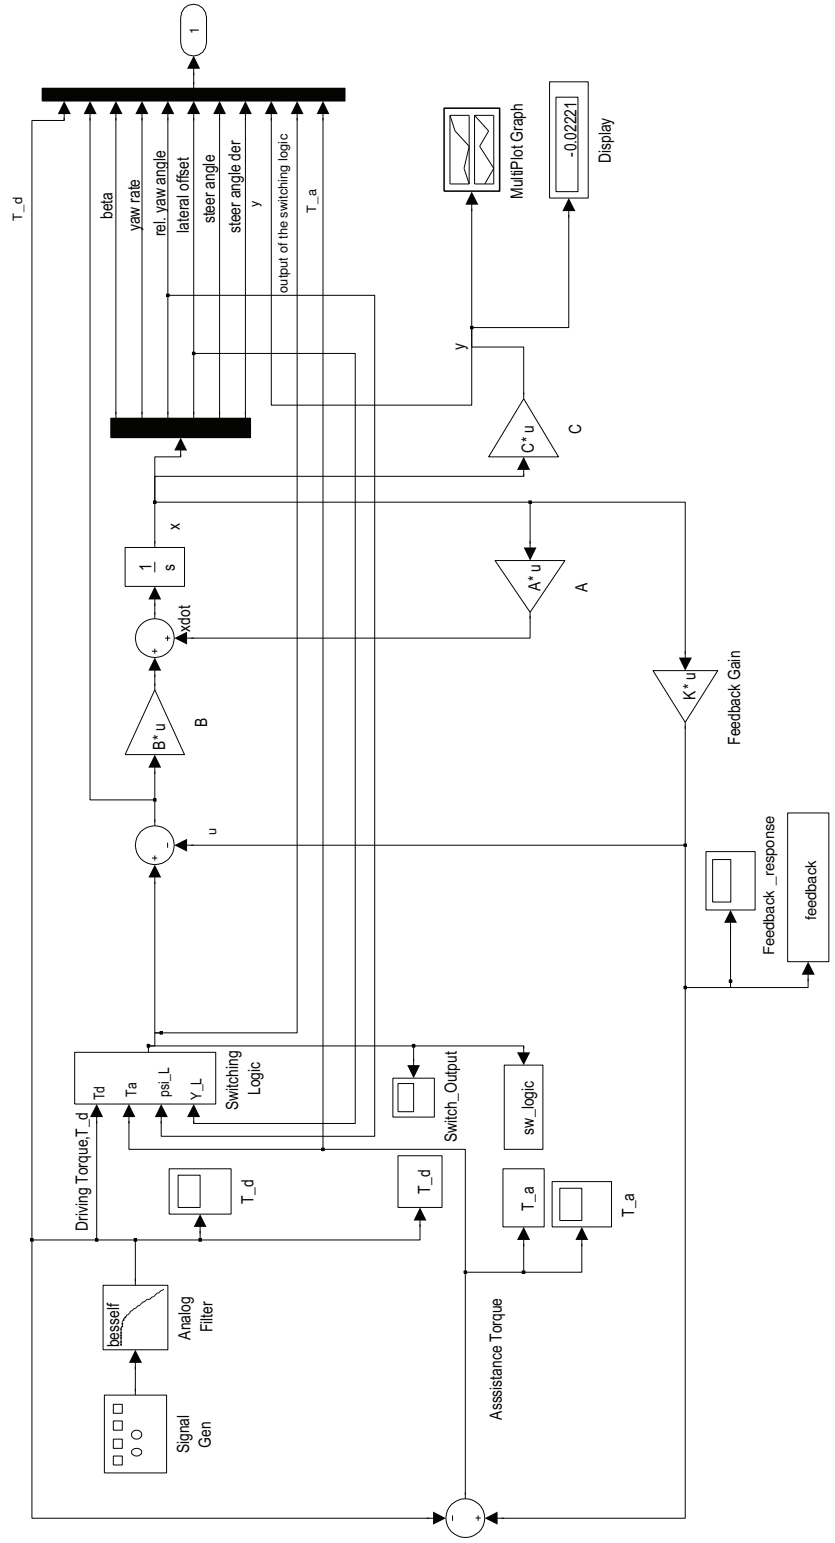 T_d
1
Driving Torque,T_d
Td
Ta
psi_L
Y_L
Switching
Logic
besself
Analog
Filter
Signal
Gen
+
-
u
B* u
B
+
+
xdot
1
s
x
beta
yaw rate
rel. yaw angle
lateral offset
steer angle
steer angle der
y
output of the switching logic
T_a
T_d
T_d
Switch_Output
sw_logic
T_a
T_a
Asssistance Torque
-
+
A* u
A
C* u
C
y
MultiPlot Graph
-0.02221
Display
K* u
Feedback Gain
Feedback _response
feedback